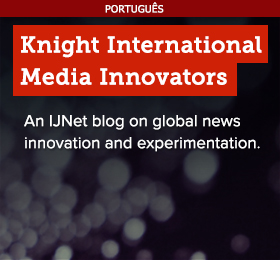 PORTUGUÊS
Knight International
Media Innovators
An IJNet blog on global news
innovation and experimentation.